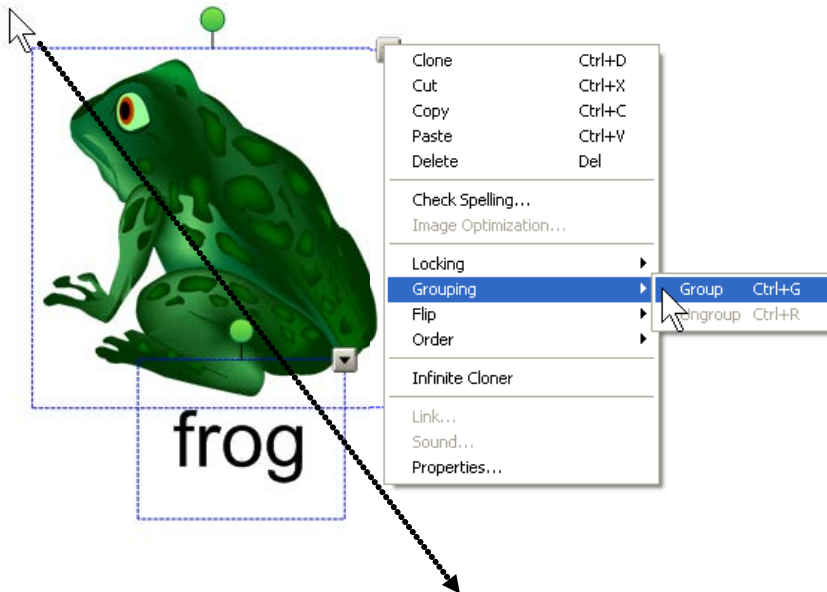 Clone Ctrl+D
Cut Ctrl+X
Copy Ctrl+C
Paste Ctrl+V
Delete Del
Check Spelling...
Image Optimization...
Locking
Grouping
Group Ctrl+G
Ungroup Ctrl+R
Flip
Order
Infinite Cloner
Link...
Sound...
Properties...
frog